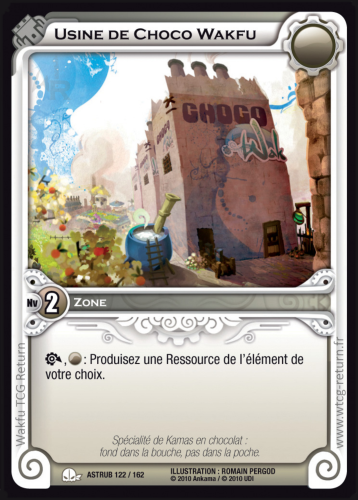 Usine de Choco Wakfu
CHOCO
Nv 2 Zone
, : Produisez une Ressource de l'élément de
votre choix.
Spécialité de Kamas en chocolat :
fond dans la bouche, pas dans la poche.
ASTRUB 122 / 162
ILLUSTRATION : ROMAIN PERGOD
© 2010 Ankama / © 2010 UDI
Wakfu TCG Return
www.wtcg-return.fr